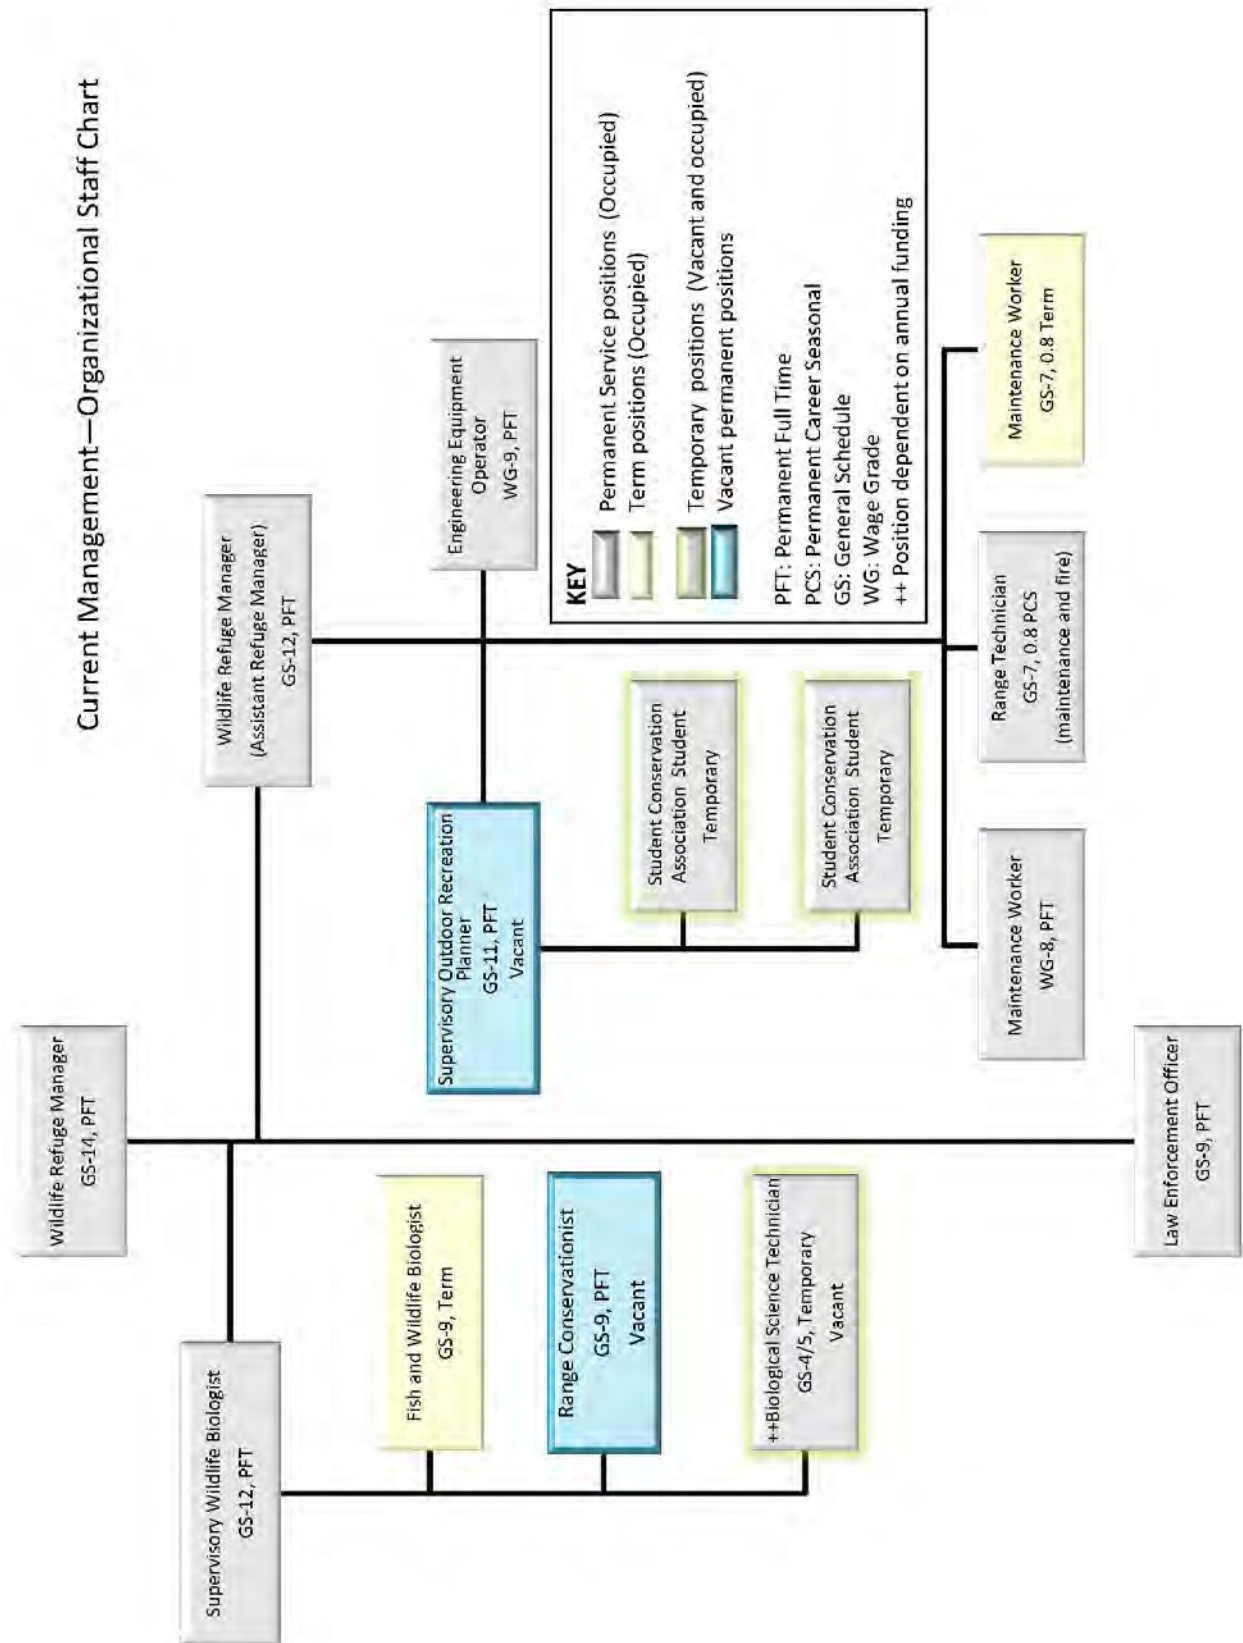 Current Management—Organizational Staff Chart
Wildlife Refuge Manager
GS-14, PFT
Supervisory Wildlife Biologist
GS-12, PFT
Wildlife Refuge Manager
(Assistant Refuge Manager)
GS-12, PFT
Fish and Wildlife Biologist
GS-9, Term
Range Conservationist
GS-9, PFT
Vacant
++Biological Science Technician
GS-4/5, Temporary
Vacant
Supervisory Outdoor Recreation
Planner
GS-11, PFT
Vacant
Engineering Equipment
Operator
WG-9, PFT
Student Conservation
Association Student
Temporary
Student Conservation
Association Student
Temporary
Maintenance Worker
WG-8, PFT
Range Technician
GS-7, 0.8 PCS
(maintenance and fire)
Maintenance Worker
GS-7, 0.8 Term
Law Enforcement Officer
GS-9, PFT
KEY
Permanent Service positions (Occupied)
Term positions (Occupied)
Temporary positions (Vacant and occupied)
Vacant permanent positions
PFT: Permanent Full Time
PCS: Permanent Career Seasonal
GS: General Schedule
WG: Wage Grade
++ Position dependent on annual funding